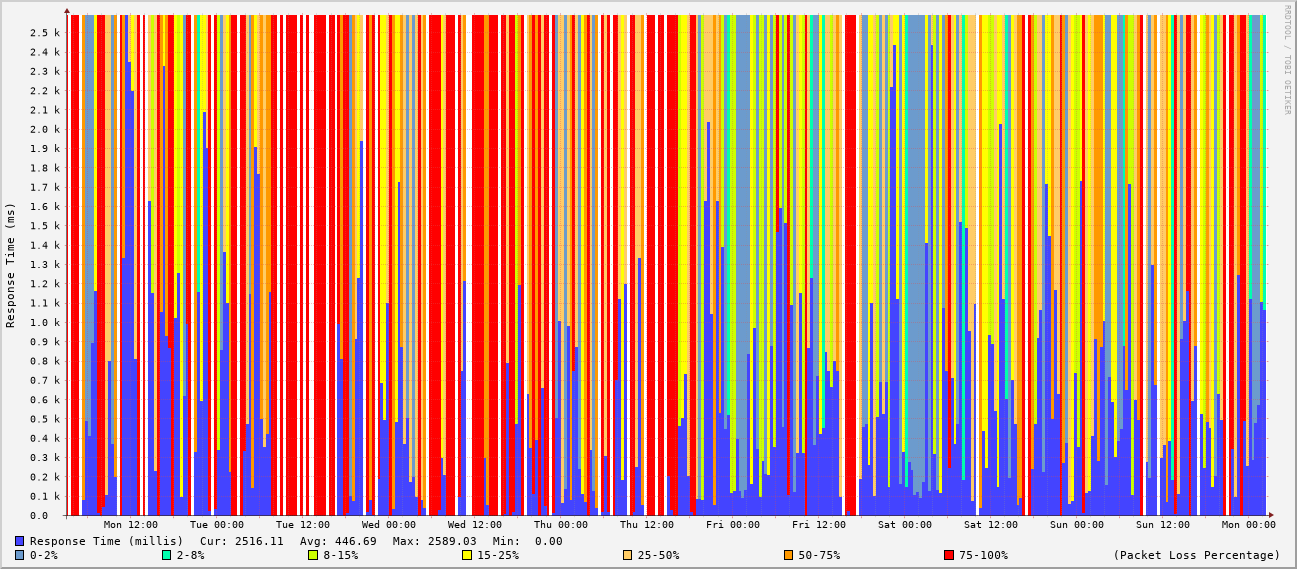 RRDTOOL / TOBI OETIKER
Response Time (ms)
2.5 k
2.4 k
2.3 k
2.2 k
2.1 k
2.0 k
1.9 k
1.8 k
1.7 k
1.6 k
1.5 k
1.4 k
1.3 k
1.2 k
1.1 k
1.0 k
0.9 k
0.8 k
0.7 k
0.6 k
0.5 k
0.4 k
0.3 k
0.2 k
0.1 k
0.0
Mon 12:00 Tue 00:00 Tue 12:00 Wed 00:00 Wed 12:00 Thu 00:00 Thu 12:00 Fri 00:00 Fri 12:00 Sat 00:00 Sat 12:00 Sun 00:00 Sun 12:00 Mon 00:00
Response Time (millis) Cur: 2516.11 Avg: 446.69 Max: 2589.03 Min: 0.00
0-2% 2-8% 8-15% 15-25% 25-50% 50-75% 75-100% (Packet Loss Percentage)